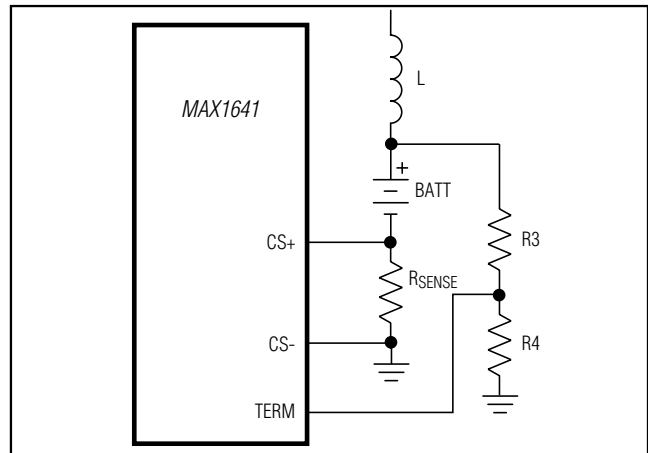 L
MAX1641
+
BATT
CS+
R3
RSENSE
CS-
R4
TERM